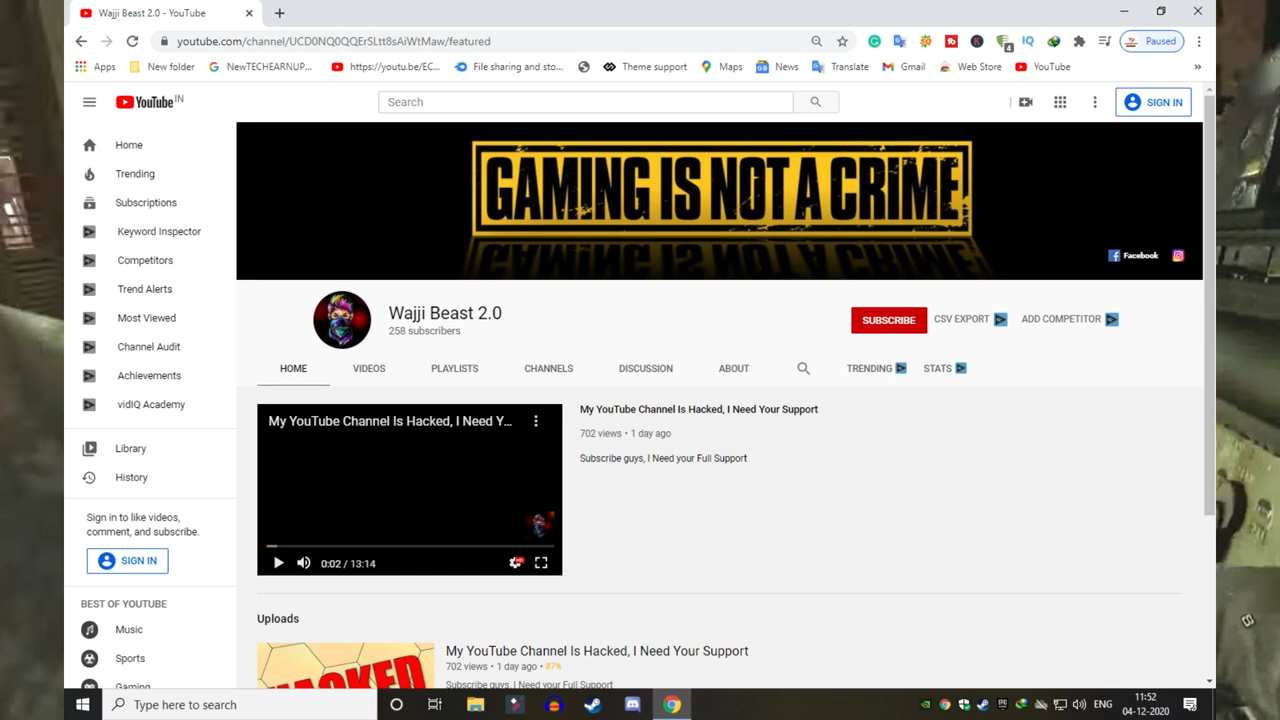 Wajji Beast 2.0 - YouTube
youtube.com/channel/UCD0NQ0QQErSLtt8sAiWtMaw/featured
Paused
Apps
New folder
NewTECHEARNUP...
https://youtu.be/EC...
File sharing and sto...
Theme support
Maps
News
Translate
Gmail
Web Store
YouTube
YouTube IN
Search
SIGN IN
Home
Trending
Subscriptions
Keyword Inspector
Competitors
Trend Alerts
Most Viewed
Channel Audit
Achievements
vidIQ Academy
Library
History
Sign in to like videos,
comment, and subscribe.
SIGN IN
BEST OF YOUTUBE
Music
Sports
Gaming
GAMING IS NOT A CRIME
Facebook
Wajji Beast 2.0
258 subscribers
SUBSCRIBE
CSV EXPORT
ADD COMPETITOR
HOME
VIDEOS
PLAYLISTS
CHANNELS
DISCUSSION
ABOUT
TRENDING
STATS
My YouTube Channel Is Hacked, I Need Y...
0:02 / 13:14
HD
My YouTube Channel Is Hacked, I Need Your Support
702 views • 1 day ago
Subscribe guys, I Need your Full Support
Uploads
HACKED
My YouTube Channel Is Hacked, I Need Your Support
702 views • 1 day ago • 87%
Subscribe guys, I Need your Full Support
Type here to search
ENG
11:52
04-12-2020